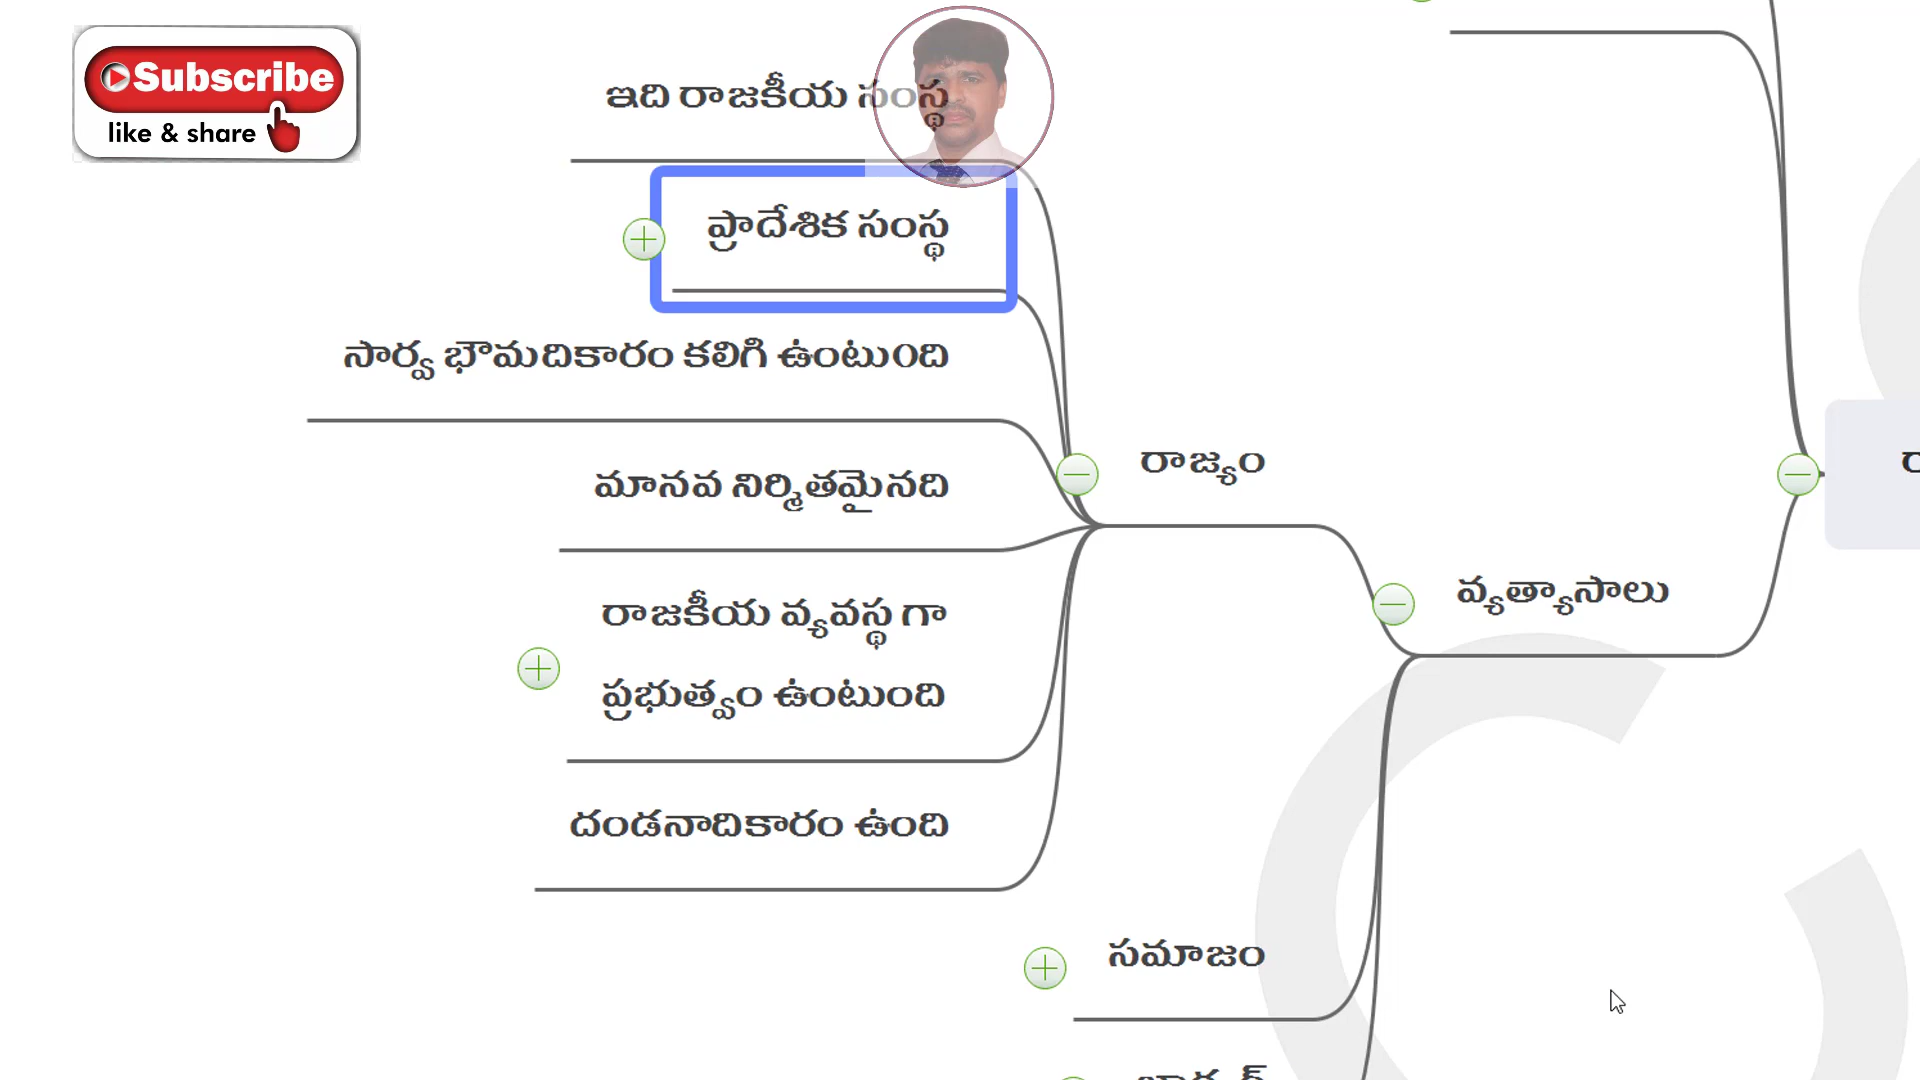 Subscribe
like & share
ఇది రాజకీయ సంస్థ
ప్రాదేశిక సంస్థ
సార్వ భౌమదికారం కలిగి ఉంటుంది
మానవ నిర్మితమైనది
రాజకీయ వ్యవస్థ గా
ప్రభుత్వం ఉంటుంది
దండనాదికారం ఉంది
రాజ్యం
వ్యత్యాసాలు
సమాజం